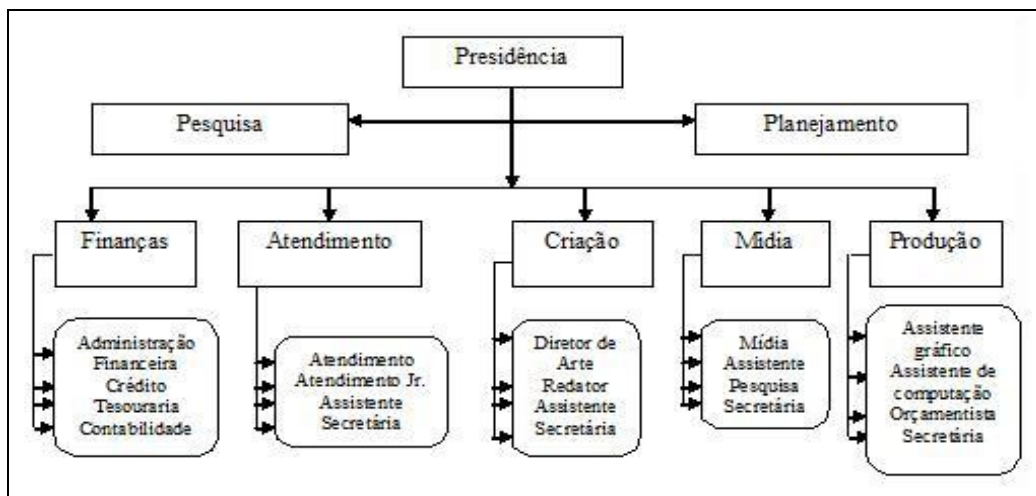 Presidência
Pesquisa
Planejamento
Finanças
Atendimento
Criação
Mídia
Produção
Administração
Financeira
Crédito
Tesouraria
Contabilidade
Atendimento
Atendimento Jr.
Assistente
Secretária
Diretor de
Arte
Redator
Assistente
Secretária
Mídia
Assistente
Pesquisa
Secretária
Assistente
gráfico
Assistente de
computação
Orçamentista
Secretária